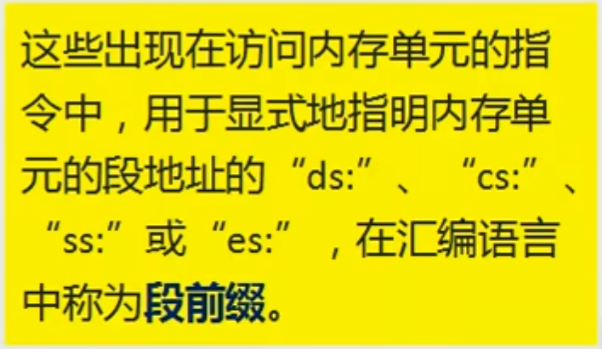 这些出现在访问内存单元的指
令中，用于显式地指明内存单
元的段地址的“ds:”、“cs:”、
“ss:”或“es:”，在汇编语言
中称为段前缀。